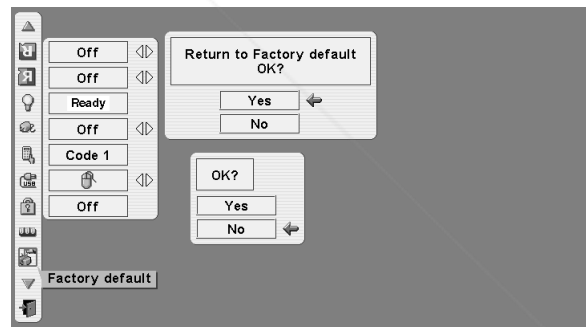 Off
Off
Ready
Off
Code 1
Off
Factory default
Return to Factory default
OK?
Yes
No
OK?
Yes
No
USB